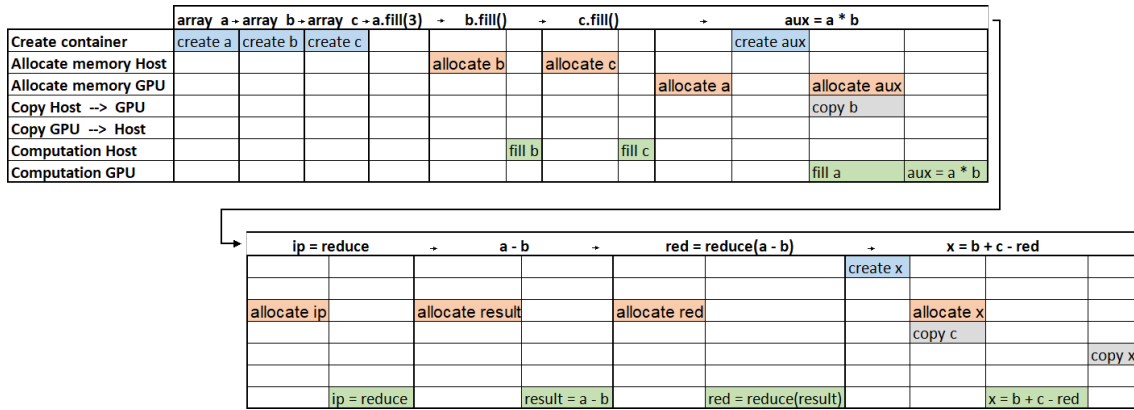 array a → array b → array c → a.fill(3) → b.fill() → c.fill() → aux = a * b
Create container create a create b create c create aux
Allocate memory Host allocate b allocate c
Allocate memory GPU allocate a allocate aux
Copy Host --> GPU copy b
Copy GPU --> Host
Computation Host fill b fill c
Computation GPU fill a aux = a * b
ip = reduce → a - b → red = reduce(a - b) → x = b + c - red
create x
allocate ip allocate result allocate red allocate x
copy c
copy x
ip = reduce result = a - b red = reduce(result) x = b + c - red